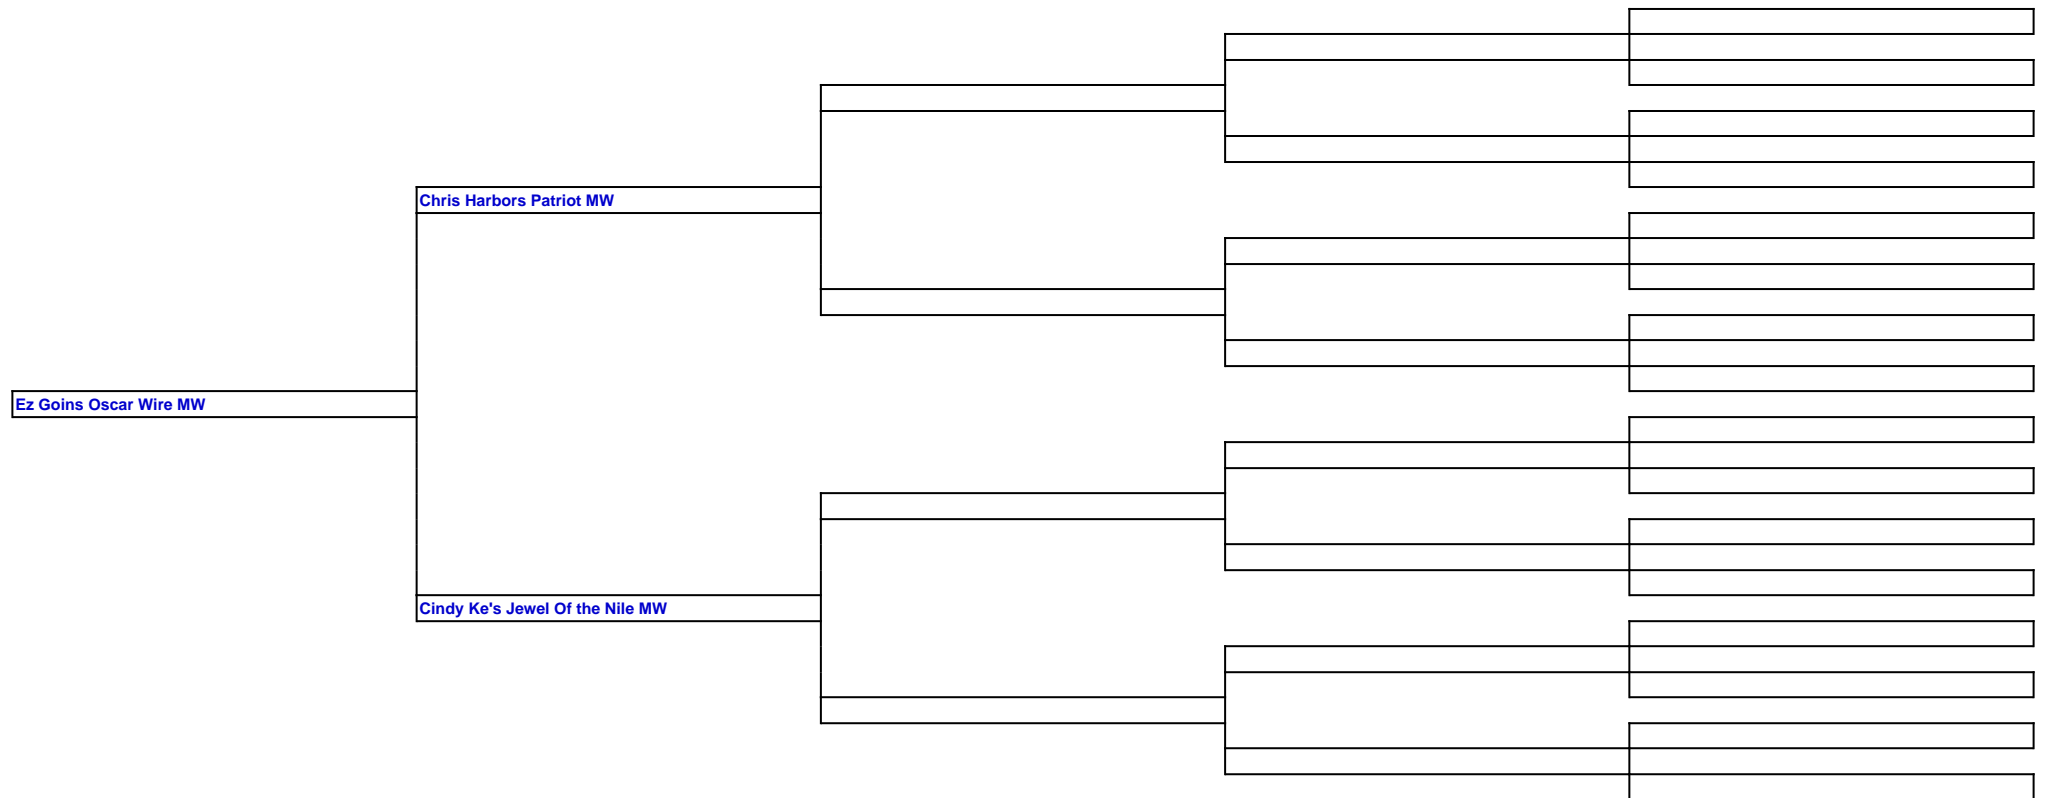 Chris Harbors Patriot MW
Ez Goins Oscar Wire MW
Cindy Ke's Jewel Of the Nile MW